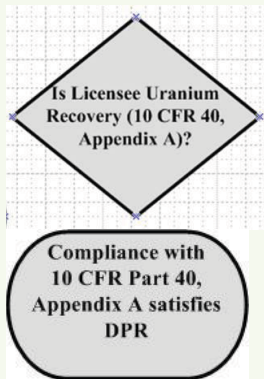 Is Licensee Uranium
Recovery (10 CFR 40,
Appendix A)?
Compliance with
10 CFR Part 40,
Appendix A satisfies
DPR